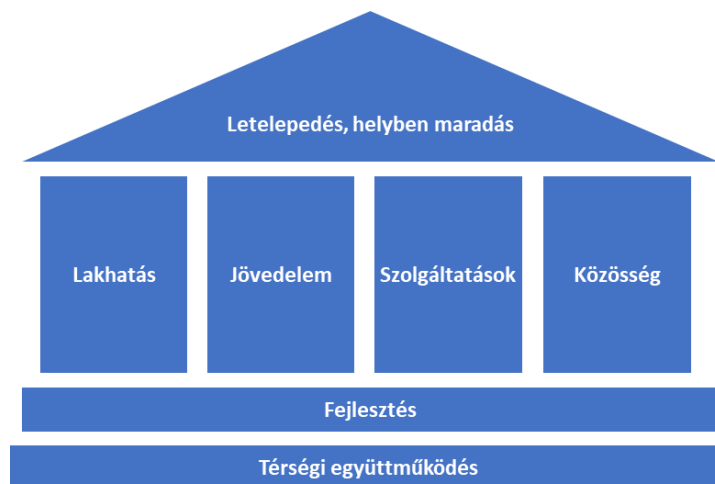 Letelepedés, helyben maradás
Lakhatás
Jövedelem
Szolgáltatások
Közösség
Fejlesztés
Térségi együttműködés